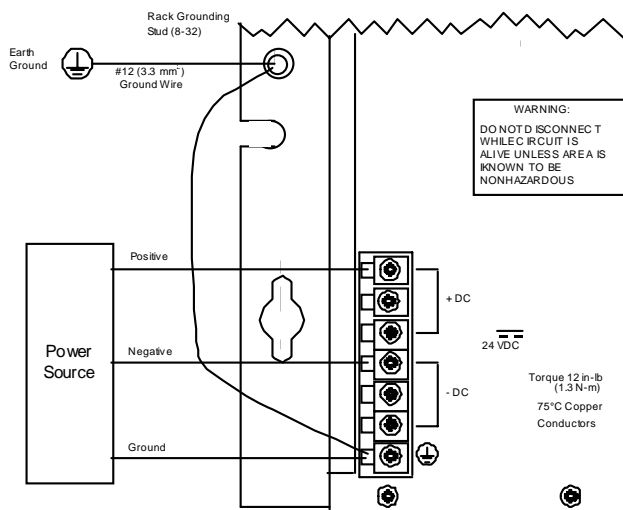 Rack Grounding
Stud (8-32)
Earth
Ground
#12 (3.3 mm²)
Ground Wire
WARNING:
DO NOT D ISCONNEC T
WHILE C IRCUIT IS
ALIVE UNLESS AREA IS
IKNOWN TO BE
NONHAZARDOUS
Positive
+ DC
24 VDC
Power
Source
Negative
Torque 12 in-lb
(1.3 N-m)
75°C Copper
Conductors
- DC
Ground